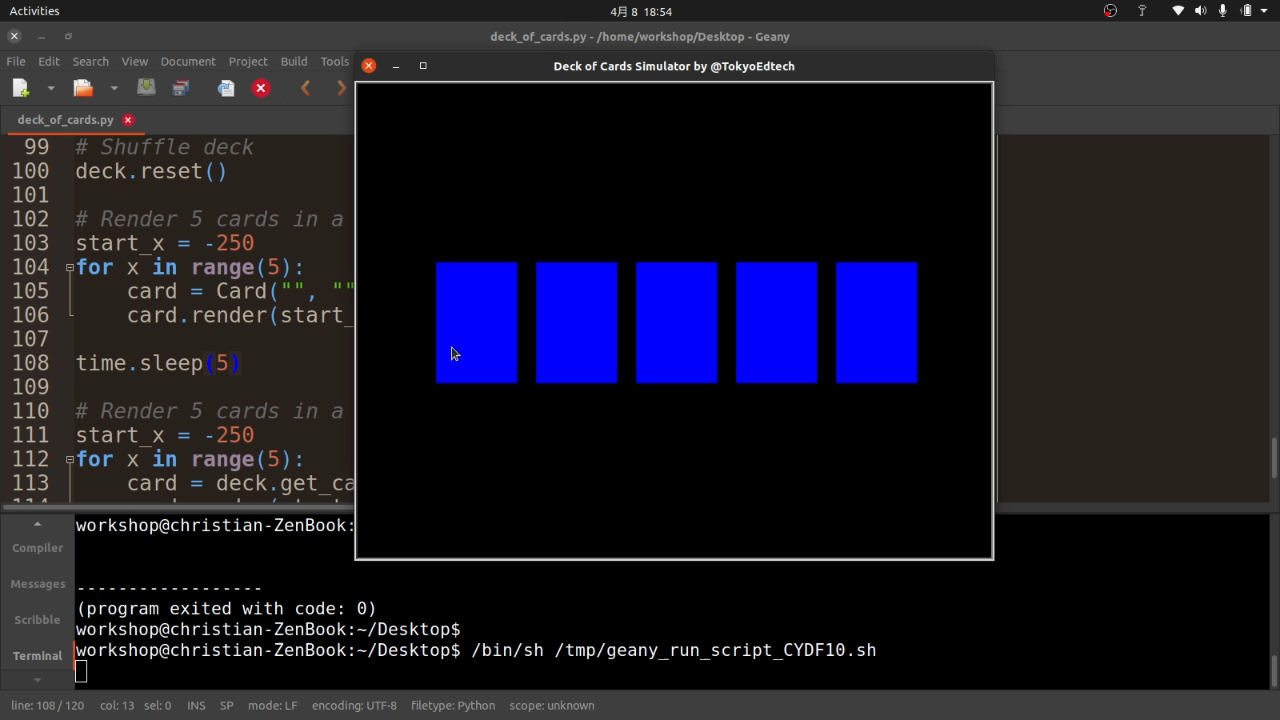 Activities
4月 8 18:54
deck_of_cards.py - /home/workshop/Desktop - Geany
File Edit Search View Document Project Build Tools
Deck of Cards Simulator by @TokyoEdtech
deck_of_cards.py
99 # Shuffle deck
100 deck.reset()
101
102 # Render 5 cards in a
103 start_x = -250
104 for x in range(5):
105 card = Card("", ""
106 card.render(start_
107
108 time.sleep(5)
109
110 # Render 5 cards in a
111 start_x = -250
112 for x in range(5):
113 card = deck.get_ca
Compiler
Messages
Scribble
Terminal
workshop@christian-ZenBook:
------------------
(program exited with code: 0)
workshop@christian-ZenBook:~/Desktop$
workshop@christian-ZenBook:~/Desktop$ /bin/sh /tmp/geany_run_script_CYDF10.sh
line: 108 / 120 col: 13 sel: 0 INS SP mode: LF encoding: UTF-8 filetype: Python scope: unknown